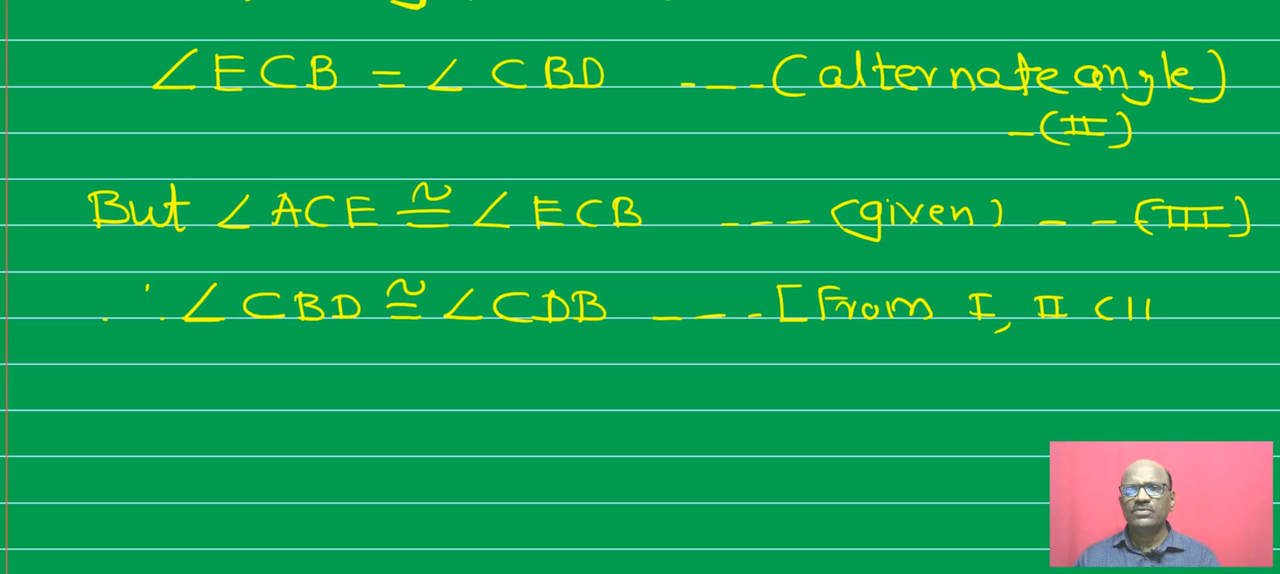 ∠ECB = ∠CBD ---- (alternate angle)
-(II)
But ∠ACE ≅ ∠ECB ---- (given) -- (III)
∴ ∠CBD ≅ ∠CDB ---- [From I, II